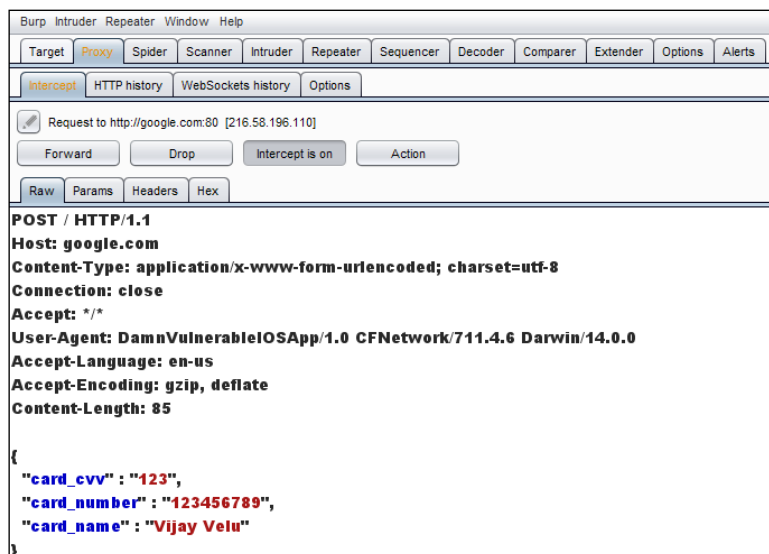 Burp Intruder Repeater Window Help
Target Proxy Spider Scanner Intruder Repeater Sequencer Decoder Comparer Extender Options Alerts
Intercept HTTP history WebSockets history Options
Request to http://google.com:80 [216.58.196.110]
Forward Drop Intercept is on Action
Raw Params Headers Hex
POST / HTTP/1.1
Host: google.com
Content-Type: application/x-www-form-urlencoded; charset=utf-8
Connection: close
Accept: */*
User-Agent: DamnVulnerableIOSApp/1.0 CFNetwork/711.4.6 Darwin/14.0.0
Accept-Language: en-us
Accept-Encoding: gzip, deflate
Content-Length: 85
{
"card_cvv" : "123",
"card_number" : "123456789",
"card_name" : "Vijay Velu"
}